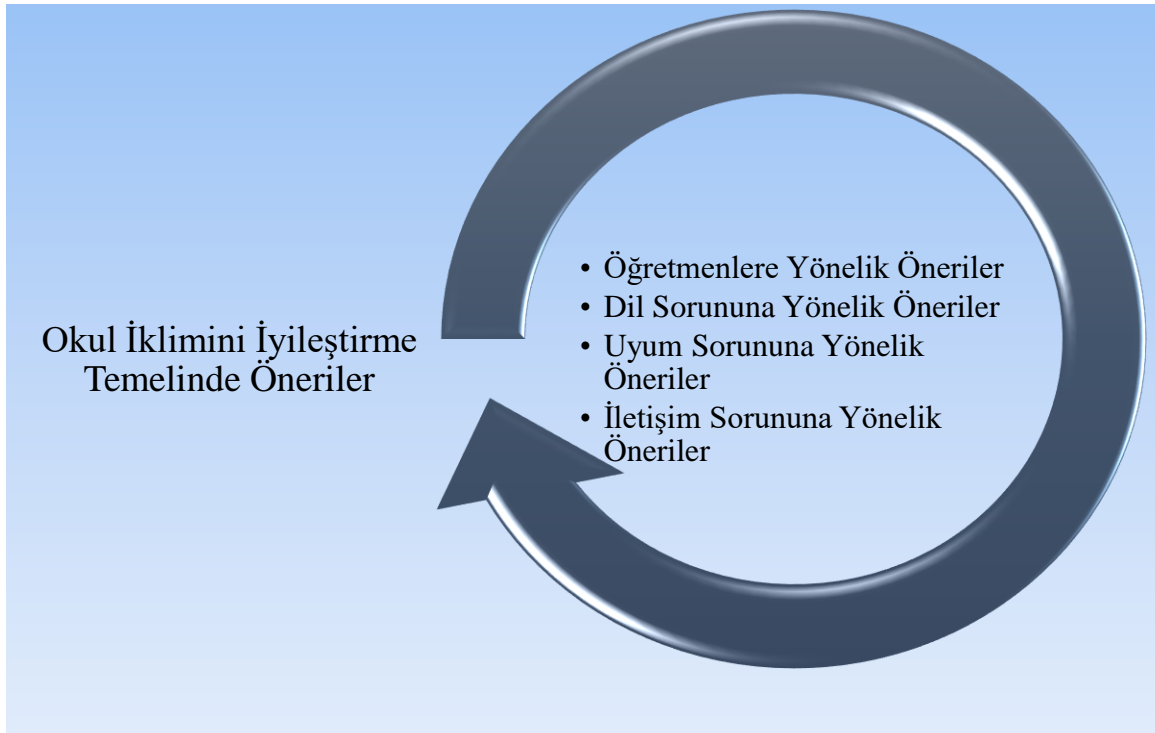 Okul İklimini İyileştirme
Temelinde Öneriler
• Öğretmenlere Yönelik Öneriler
• Dil Sorununa Yönelik Öneriler
• Uyum Sorununa Yönelik
Öneriler
• İletişim Sorununa Yönelik
Öneriler